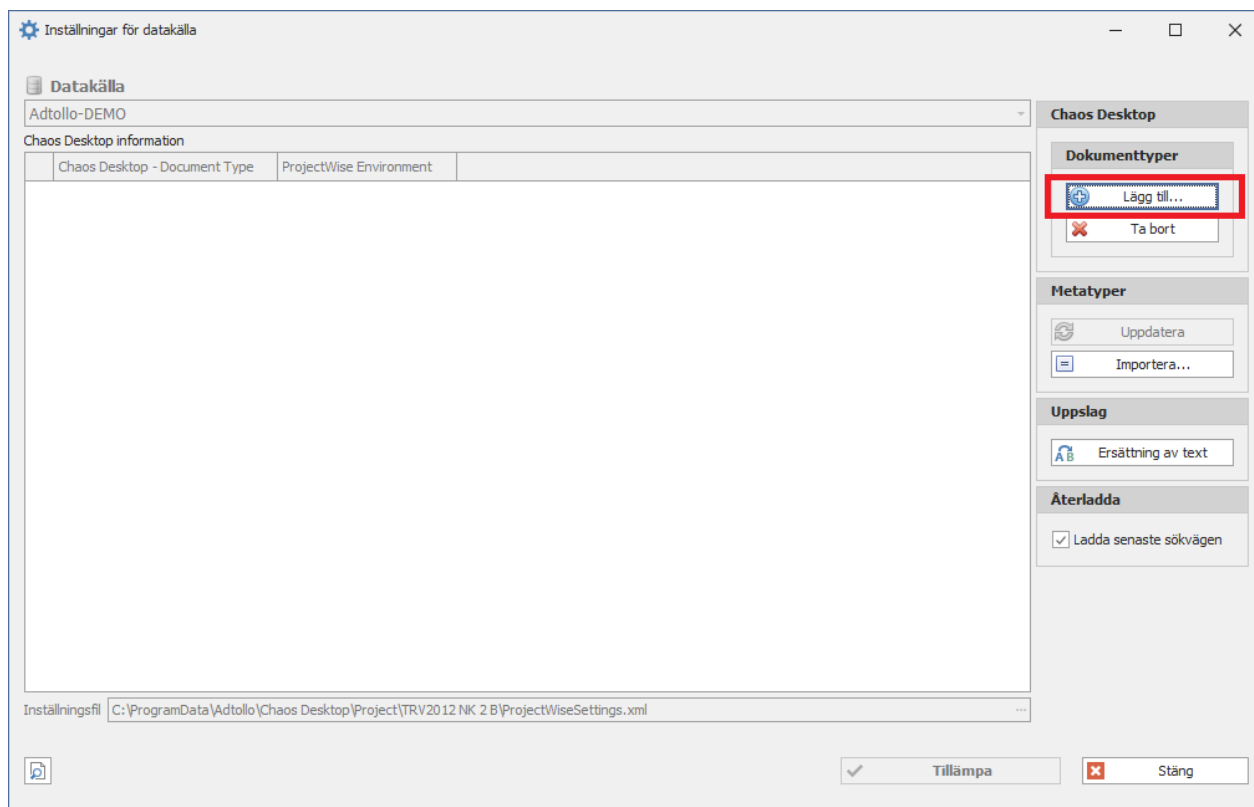 Inställningar för datakälla
Datakälla
Adtollo-DEMO
Chaos Desktop information
Chaos Desktop - Document Type ProjectWise Environment
Chaos Desktop
Dokumenttyper
Lägg till...
Ta bort
Metatyper
Uppdatera
Importera...
Uppslag
A B Ersättning av text
Återladda
Ladda senaste sökvägen
Inställningsfil C:\ProgramData\Adtollo\Chaos Desktop\Project\TRV2012 NK 2 B\ProjectWiseSettings.xml ...
Tillämpa Stäng